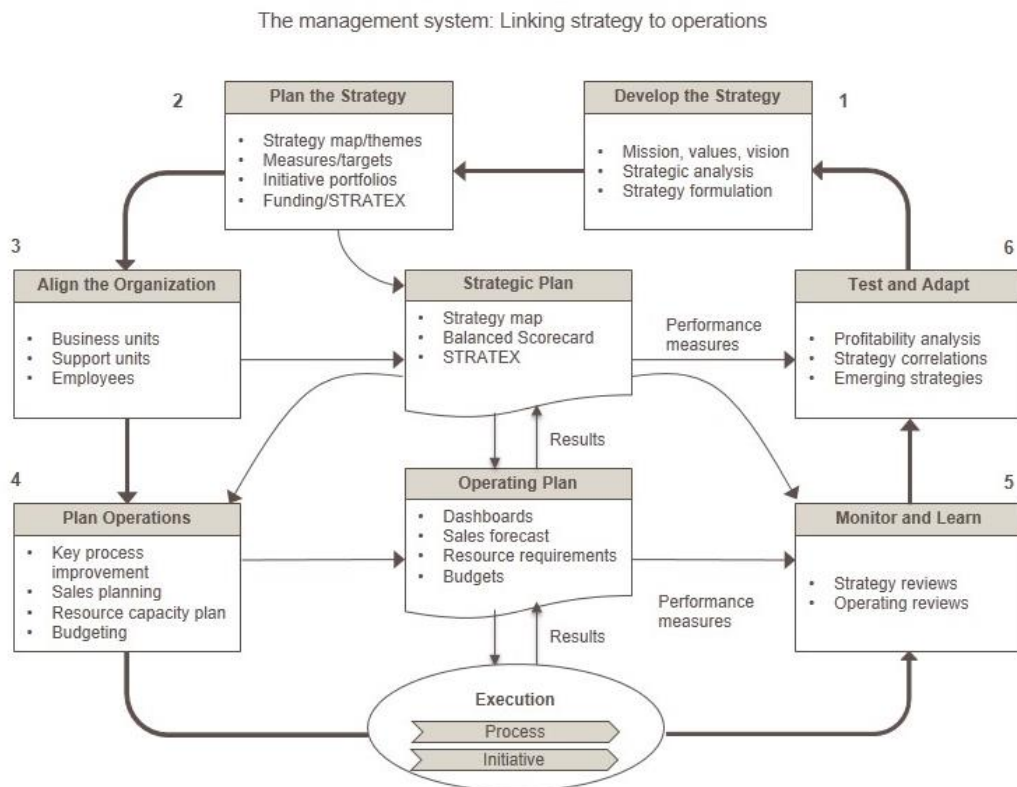 The management system: Linking strategy to operations
2
Plan the Strategy
• Strategy map/themes
• Measures/targets
• Initiative portfolios
• Funding/STRATEX
Develop the Strategy
1
• Mission, values, vision
• Strategic analysis
• Strategy formulation
3
Align the Organization
• Business units
• Support units
• Employees
Strategic Plan
• Strategy map
• Balanced Scorecard
• STRATEX
Performance
measures
6
Test and Adapt
• Profitability analysis
• Strategy correlations
• Emerging strategies
Results
4
Plan Operations
• Key process
improvement
• Sales planning
• Resource capacity plan
• Budgeting
Operating Plan
• Dashboards
• Sales forecast
• Resource requirements
• Budgets
5
Monitor and Learn
• Strategy reviews
• Operating reviews
Performance
measures
Results
Execution
Process
Initiative